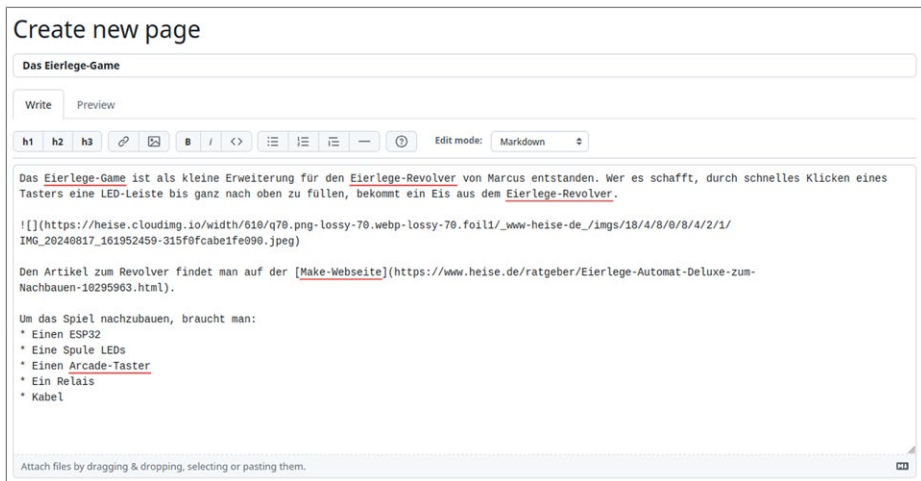 Create new page
Das Eierlege-Game
Write Preview
h1 h2 h3 B I <> Edit mode: Markdown
Das Eierlege-Game ist als kleine Erweiterung für den Eierlege-Revolver von Marcus entstanden. Wer es schafft, durch schnelles Klicken eines
Tasters eine LED-Leiste bis ganz nach oben zu füllen, bekommt ein Eis aus dem Eierlege-Revolver.
![](https://heise.cloudimg.io/width/610/q70.png-lossy-70.webp-lossy-70.foil1/_www-heise-de_/imgs/18/4/8/0/8/4/2/1/
IMG_20240817_161952459-315f0fcabe1fe090.jpeg)
Den Artikel zum Revolver findet man auf der [Make-Webseite](https://www.heise.de/ratgeber/Eierlege-Automat-Deluxe-zum-
Nachbauen-10295963.html).
Um das Spiel nachzubauen, braucht man:
* Einen ESP32
* Eine Spule LEDs
* Einen Arcade-Taster
* Ein Relais
* Kabel
Attach files by dragging & dropping, selecting or pasting them.